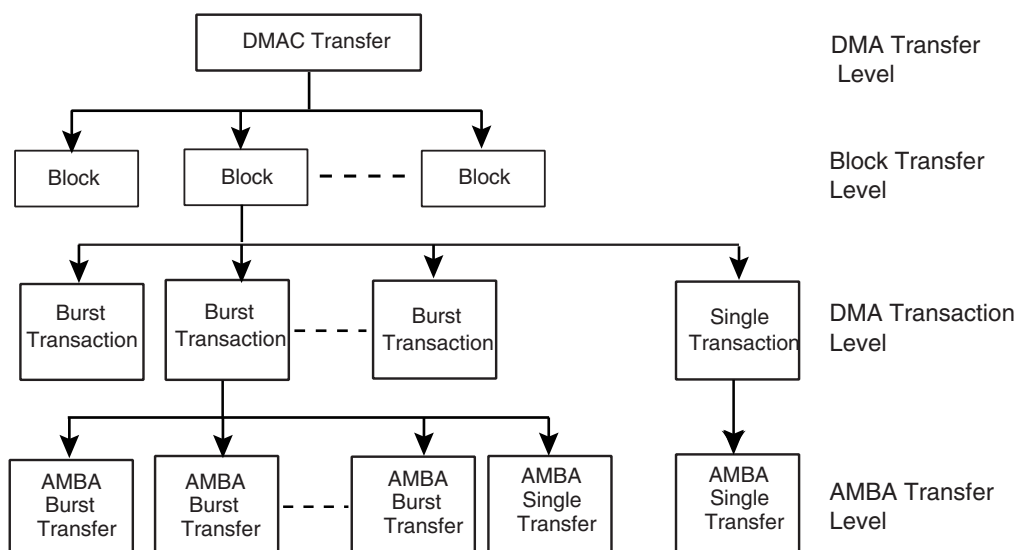 DMAC Transfer
DMA Transfer
Level
Block
Block
Block
Block Transfer
Level
Burst
Transaction
Burst
Transaction
Burst
Transaction
Single
Transaction
DMA Transaction
Level
AMBA
Burst
Transfer
AMBA
Burst
Transfer
AMBA
Burst
Transfer
AMBA
Single
Transfer
AMBA
Single
Transfer
AMBA Transfer
Level